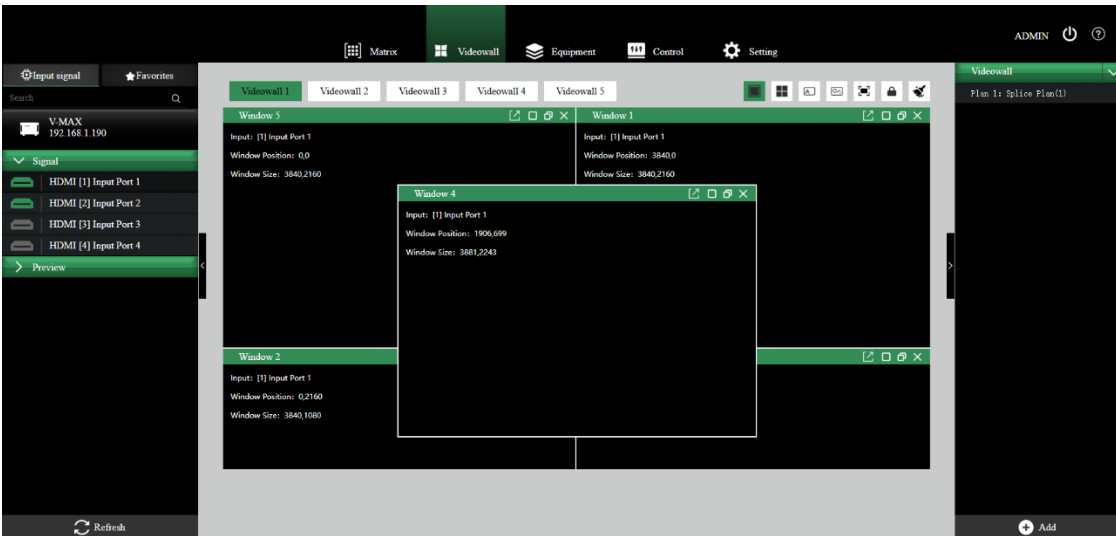 Matrix
Videowall
Equipment
Control
Setting
ADMIN
Input signal
Favorites
Search
V-MAX
192.168.1.190
Signal
HDMI [1] Input Port 1
HDMI [2] Input Port 2
HDMI [3] Input Port 3
HDMI [4] Input Port 4
Preview
Refresh
Videowall 1
Videowall 2
Videowall 3
Videowall 4
Videowall 5
Window 5
Input: [1] Input Port 1
Window Position: 0,0
Window Size: 3840,2160
Window 1
Input: [1] Input Port 1
Window Position: 3840,0
Window Size: 3840,2160
Window 4
Input: [1] Input Port 1
Window Position: 1906,699
Window Size: 3881,2243
Window 2
Input: [1] Input Port 1
Window Position: 0,2160
Window Size: 3840,1080
Videowall
Plan 1: Splice Plan(1)
Add